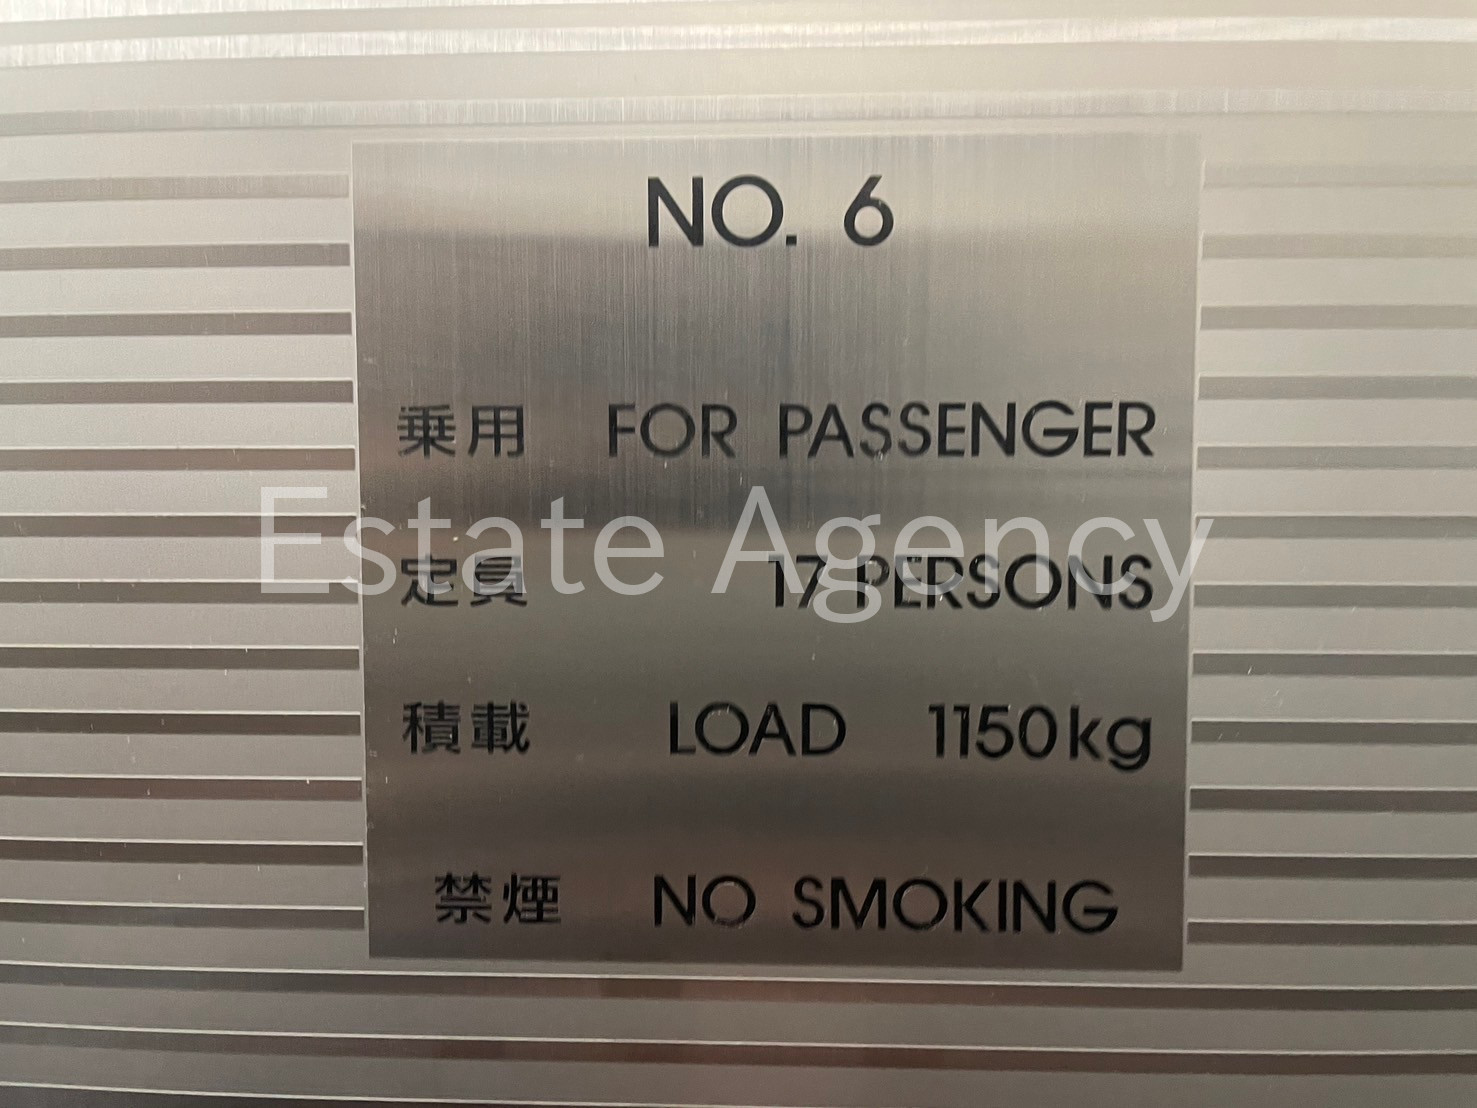 NO. 6
乗用 FOR PASSENGER
Estate Agency
定員 17 PERSONS
積載 LOAD 1150kg
禁煙 NO SMOKING